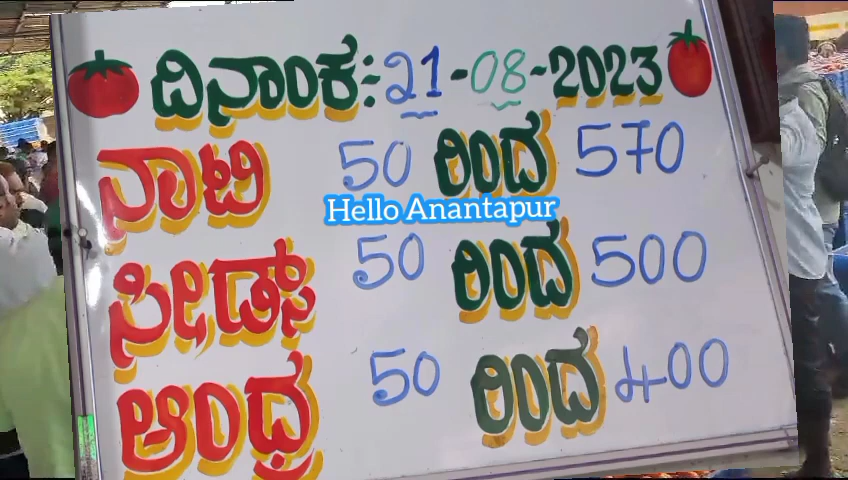 ದಿನಾಂಕ:-21-08-2023
ನಾಟಿ 50 ರಿಂದ 570
Hello Anantapur
ಸೀಡ್ಸ್ 50 ರಿಂದ 500
ಆಂಧ್ರ 50 ರಿಂದ 400